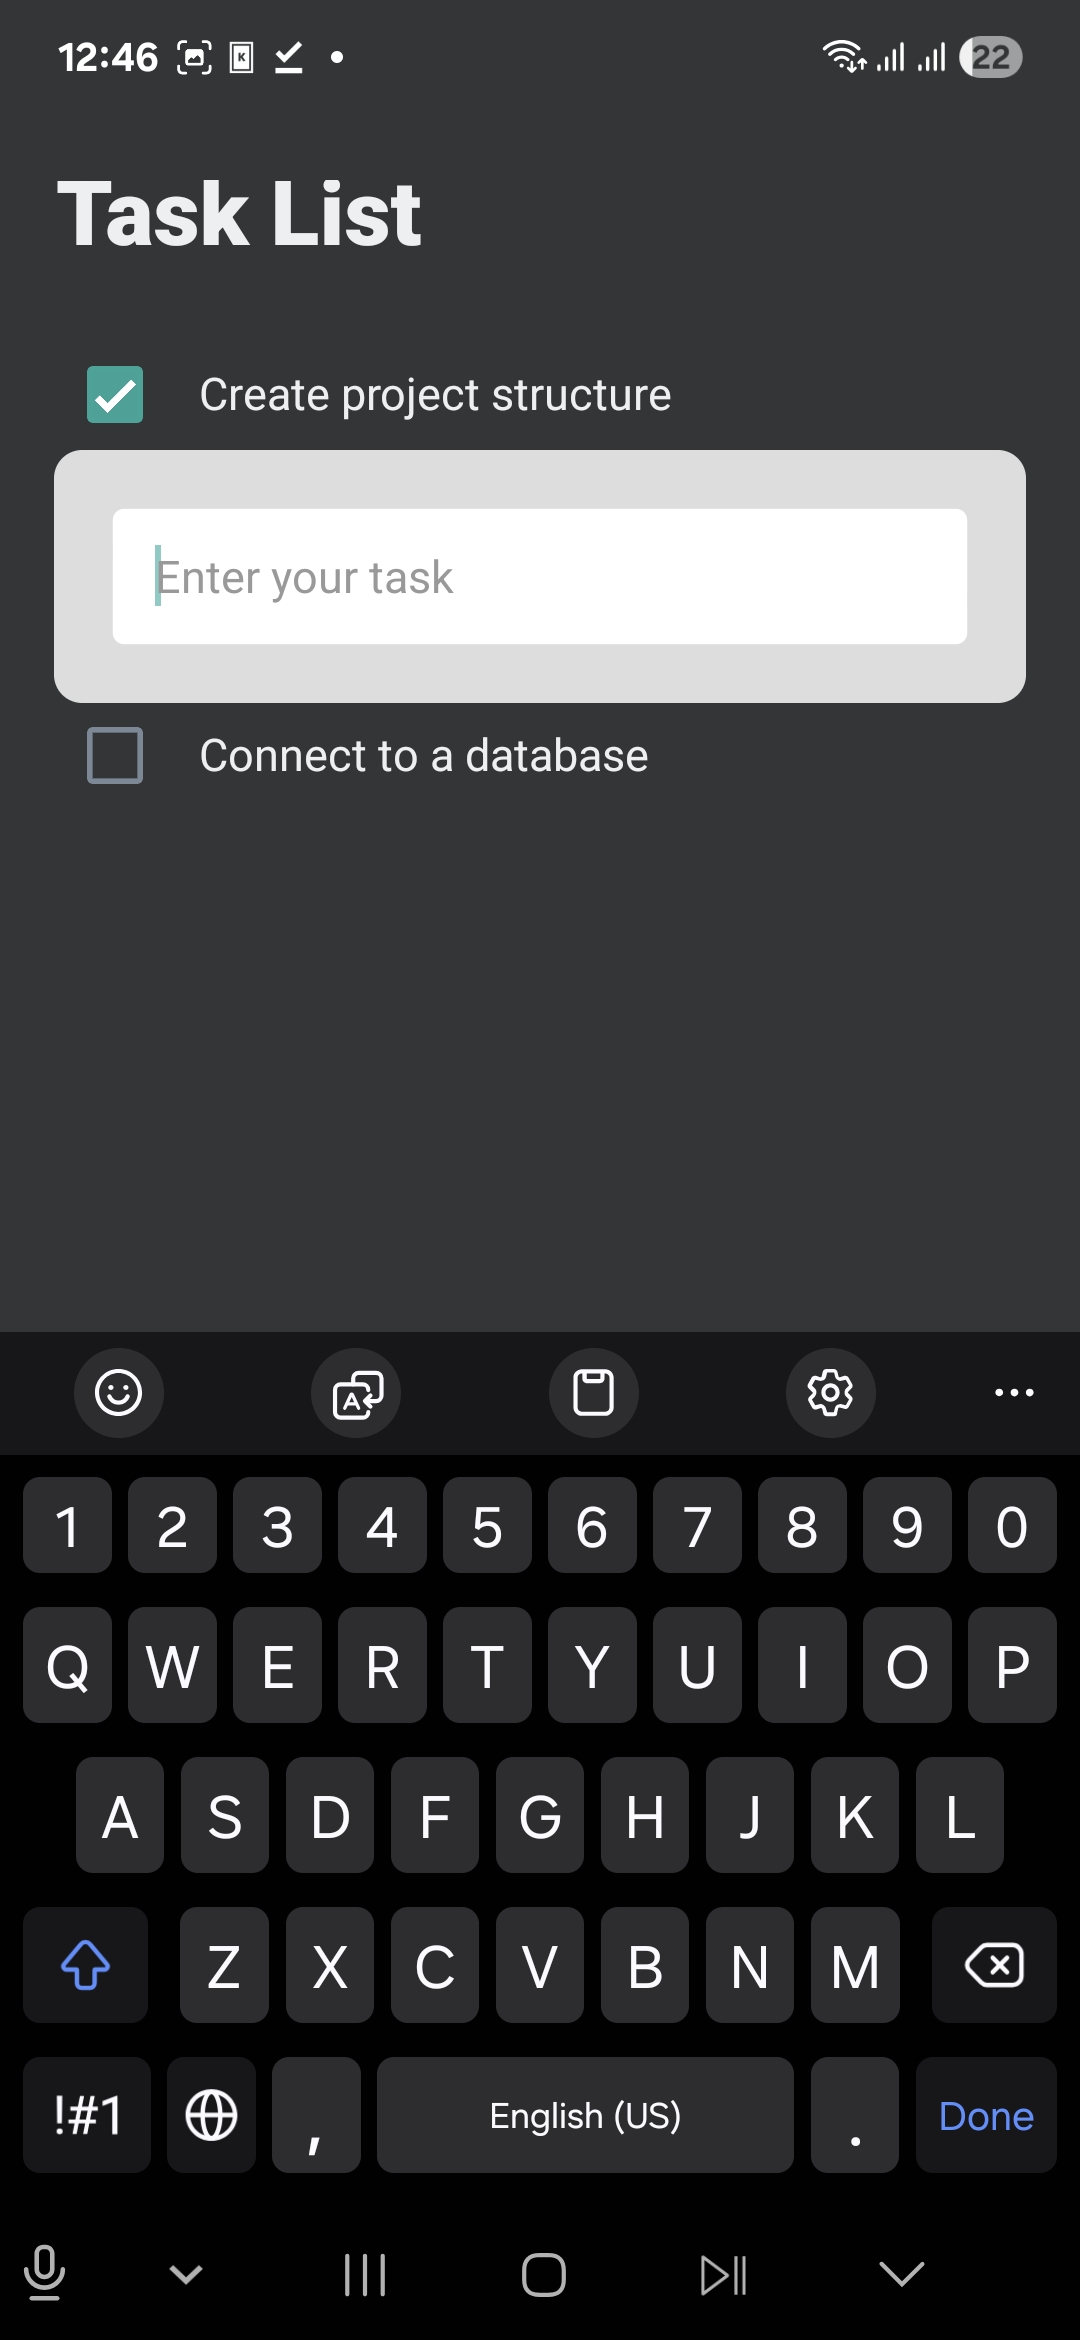 12:46 22
Task List
Create project structure
Enter your task
Connect to a database
1 2 3 4 5 6 7 8 9 0
Q W E R T Y U I O P
A S D F G H J K L
Z X C V B N M
!#1 , English (US) . Done